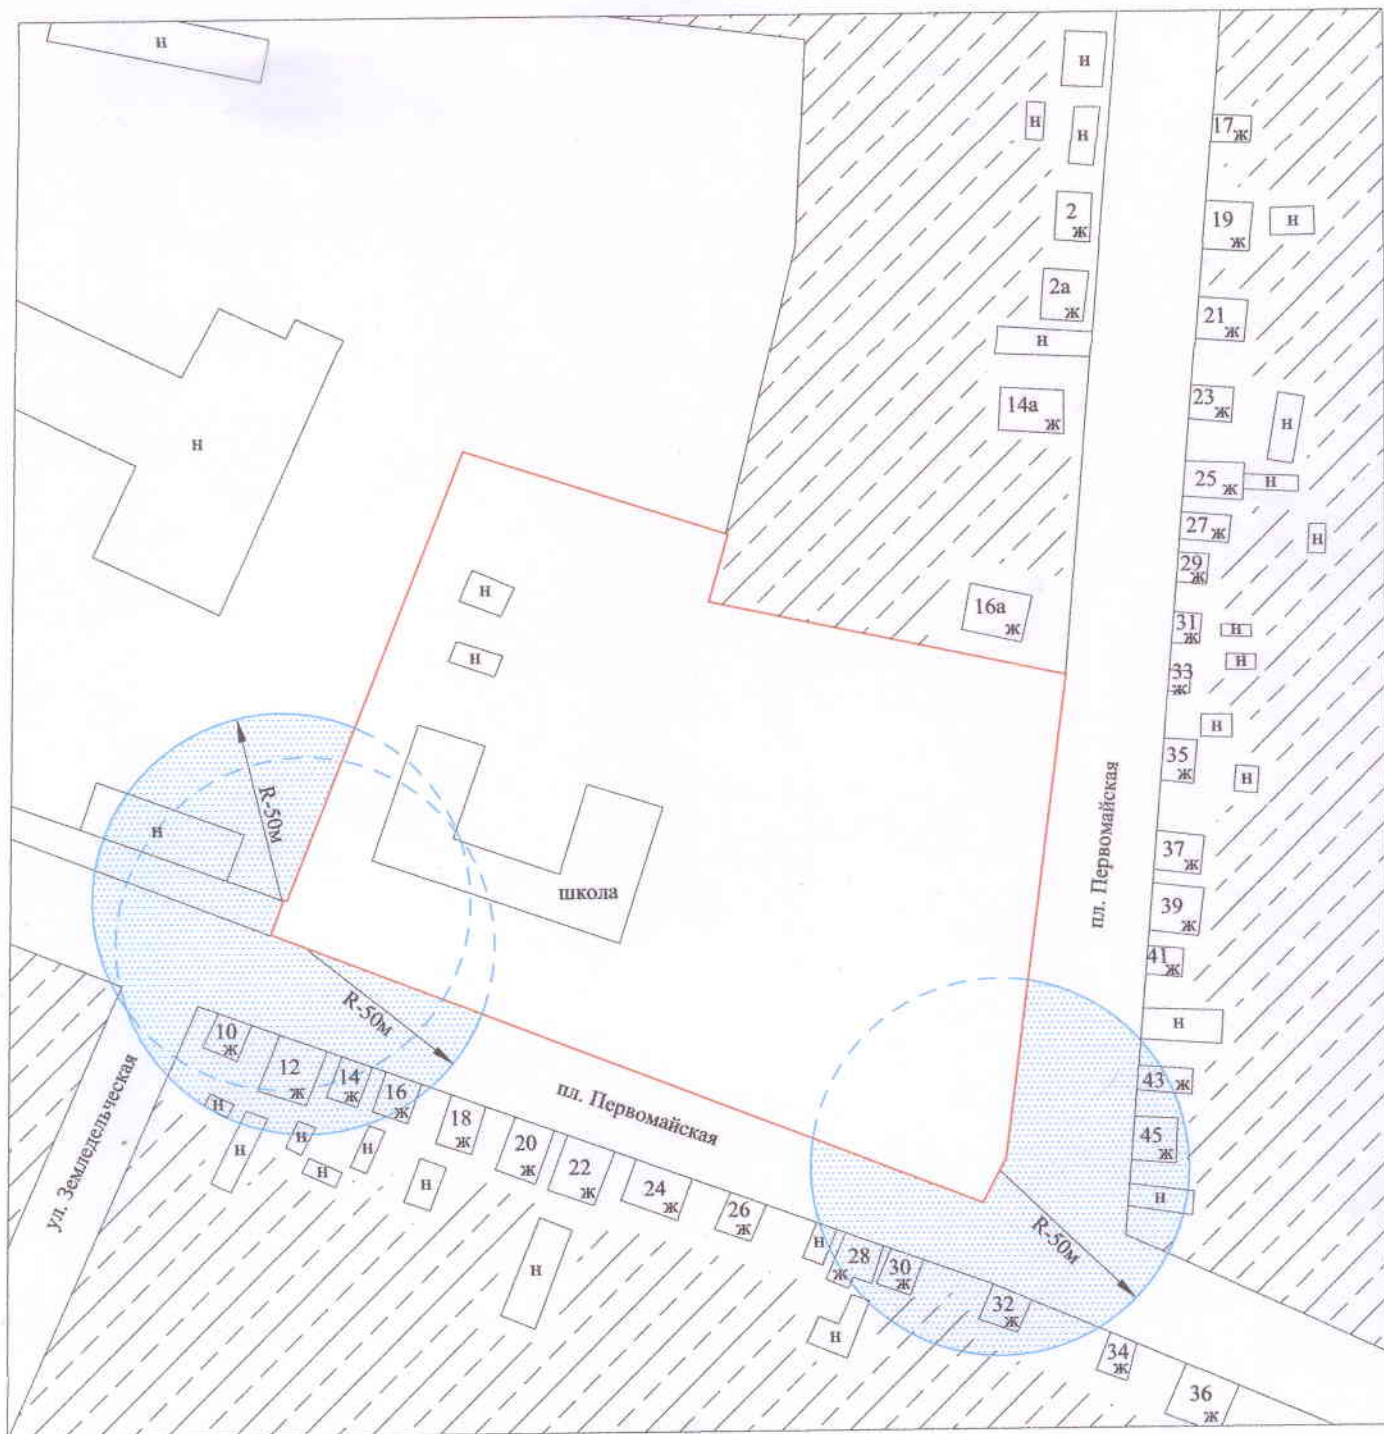 н
н
17
ж
н
н
2
ж
19
ж
н
2а
ж
21
ж
н
14а
ж
23
ж
н
н
25
ж
н
27
ж
н
29
ж
н
16а
ж
31
ж
н
н
33
ж
н
н
35
ж
н
R-50м
н
школа
пл. Первомайская
37
ж
39
ж
41
ж
н
R-50м
10
ж
12
ж
14
ж
16
ж
18
ж
20
ж
22
ж
24
ж
26
ж
пл. Первомайская
43
ж
45
ж
н
ул. Земледельческая
н
н
н
н
н
н
н
н
28
ж
30
ж
н
32
ж
R-50м
34
ж
36
ж